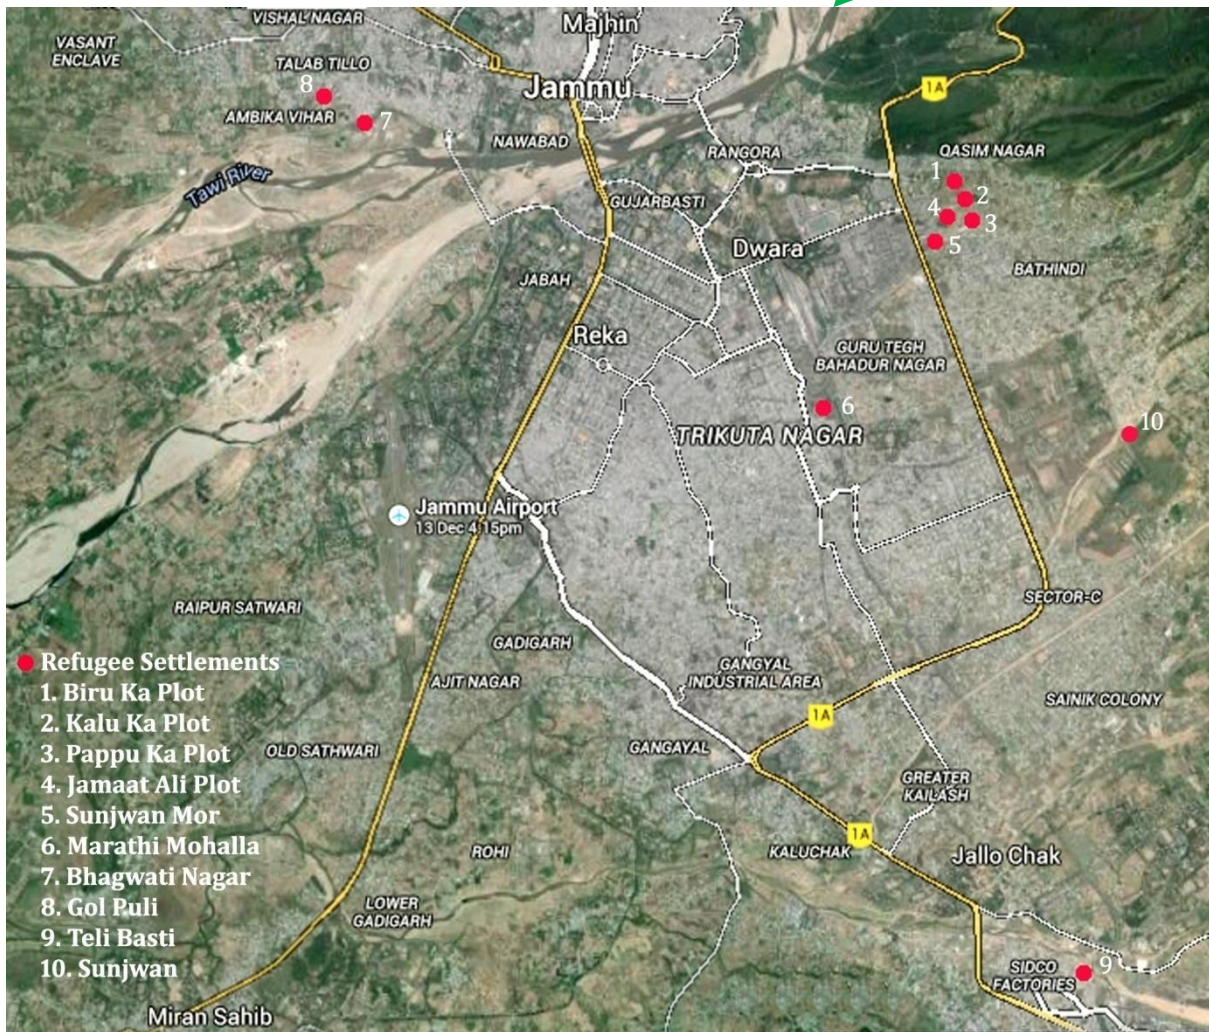 VISHAL NAGAR
Majhin
VASANT
ENCLAVE
TALAB TILLO
8
Jammu
1A
AMBIKA VIHAR
7
NAWABAD
RANGORA
QASIM NAGAR
Tawi River
1
2
GUJARBASTI
4
3
Dwara
5
JABAH
BATHINDI
Reka
GURU TEGH
BAHADUR NAGAR
6
10
TRIKUTA NAGAR
Jammu Airport
13 Dec 4:15pm
SECTOR-C
RAIPUR SATWARI
GADIGARH
GANGYAL
INDUSTRIAL AREA
AJIT NAGAR
SAINIK COLONY
1A
OLD SATHWARI
GANGAYAL
GREATER
KAILASH
1A
ROHI
KALUCHAK
Jallo Chak
LOWER
GADIGARH
9
SIDCO
FACTORIES
Miran Sahib
Refugee Settlements
1. Biru Ka Plot
2. Kalu Ka Plot
3. Pappu Ka Plot
4. Jamaat Ali Plot
5. Sunjwan Mor
6. Marathi Mohalla
7. Bhagwati Nagar
8. Gol Puli
9. Teli Basti
10. Sunjwan